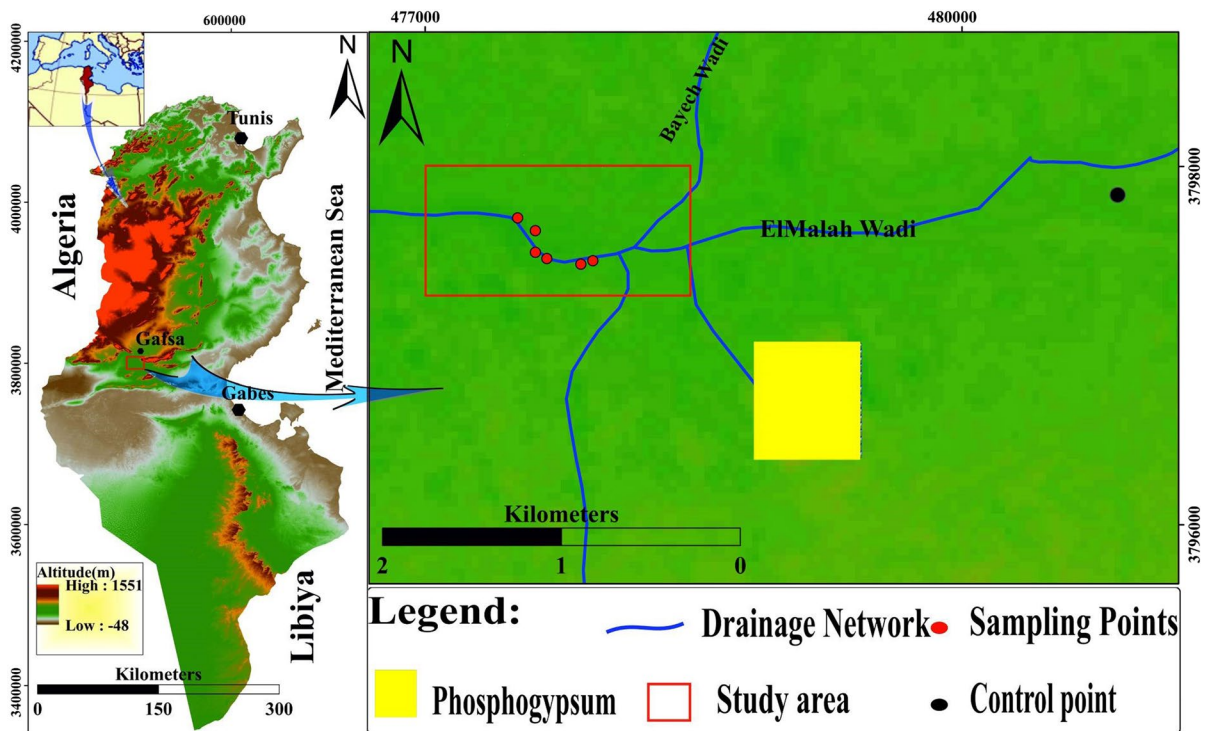 600000
477000
480000
4200000
4000000
3800000
3600000
3400000
N
N
Tunis
Algeria
Mediterranean Sea
Gafsa
Gabes
Libiya
Altitude(m)
High : 1551
Low : -48
Kilometers
0 150 300
Bayech Wadi
ElMalah Wadi
3798000
3796000
Kilometers
2 1 0
Legend:
Drainage Network
Sampling Points
Phosphogypsum
Study area
Control point